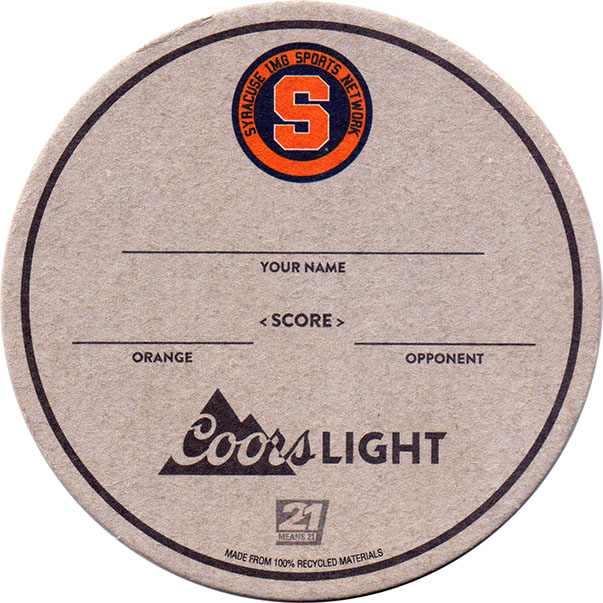 SYRACUSE IMG SPORTS NETWORK
S
YOUR NAME
< SCORE >
ORANGE
OPPONENT
Coors LIGHT
21
MEANS 21
MADE FROM 100% RECYCLED MATERIALS